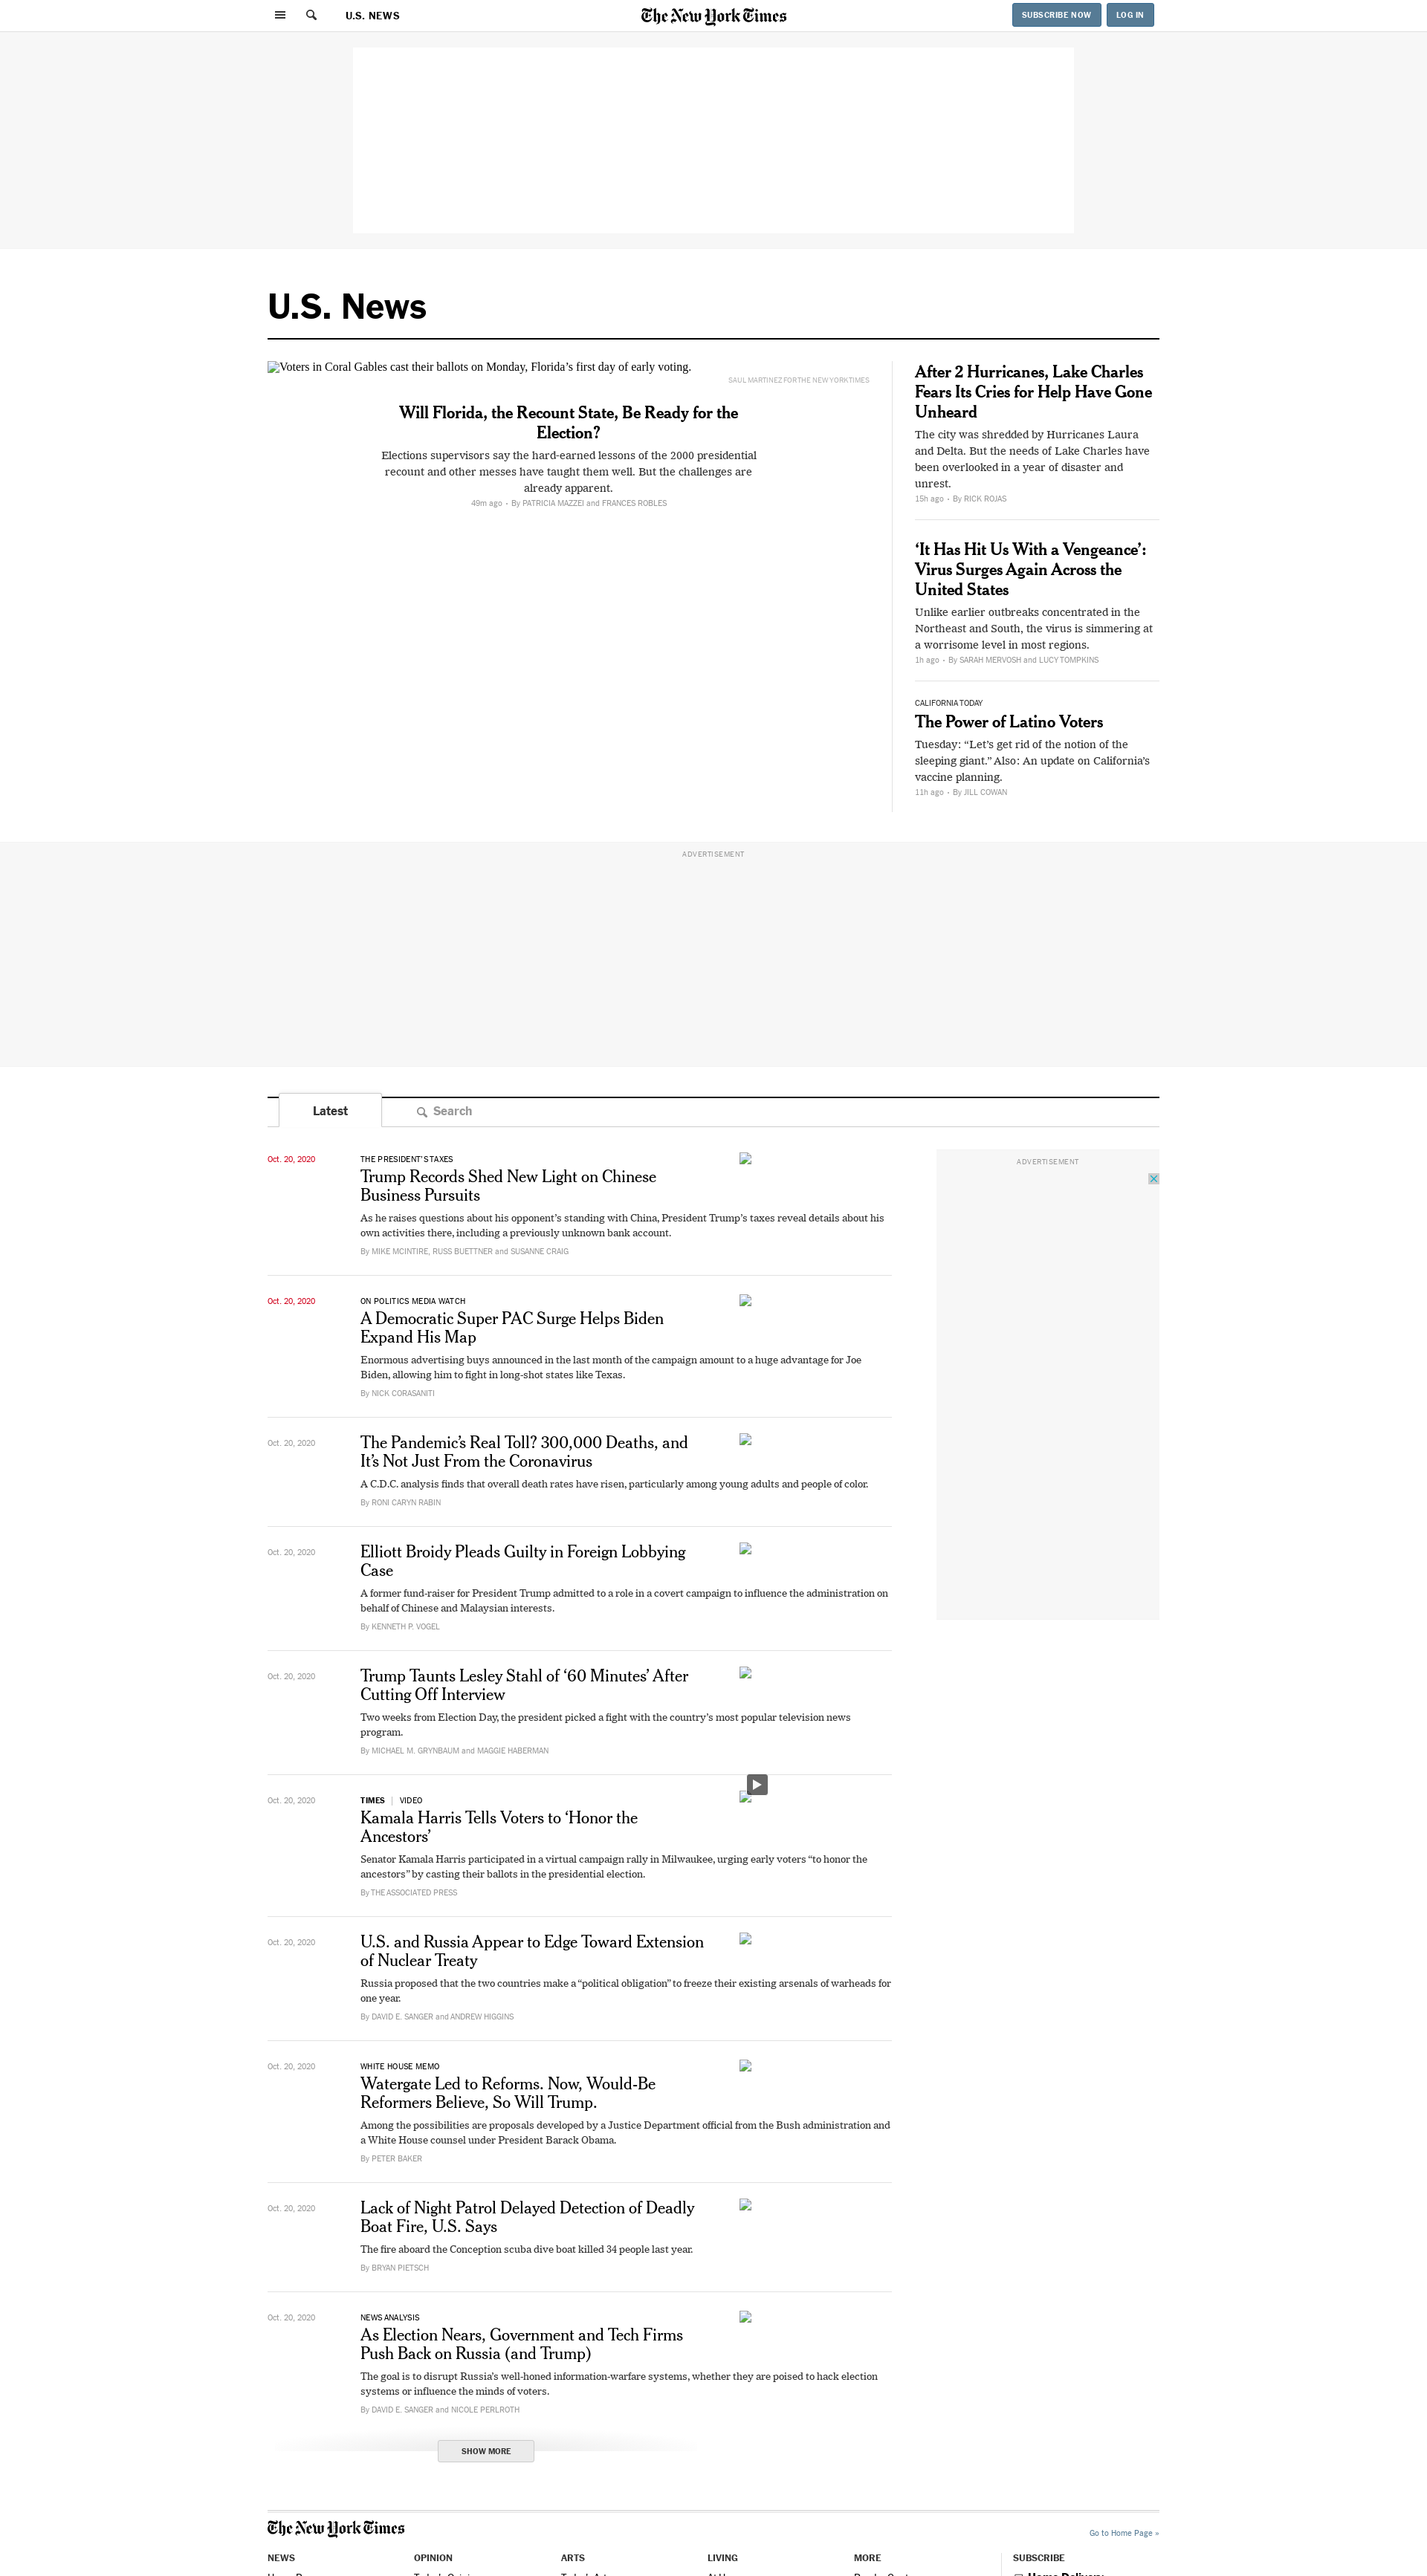 U.S. NEWS
The New York Times
SUBSCRIBE NOW
LOG IN
U.S. News
Voters in Coral Gables cast their ballots on Monday, Florida’s first day of early voting.
SAUL MARTINEZ FOR THE NEW YORK TIMES
Will Florida, the Recount State, Be Ready for the
Election?
Elections supervisors say the hard-earned lessons of the 2000 presidential
recount and other messes have taught them well. But the challenges are
already apparent.
49m ago • By PATRICIA MAZZEI and FRANCES ROBLES
After 2 Hurricanes, Lake Charles
Fears Its Cries for Help Have Gone
Unheard
The city was shredded by Hurricanes Laura
and Delta. But the needs of Lake Charles have
been overlooked in a year of disaster and
unrest.
15h ago • By RICK ROJAS
‘It Has Hit Us With a Vengeance’:
Virus Surges Again Across the
United States
Unlike earlier outbreaks concentrated in the
Northeast and South, the virus is simmering at
a worrisome level in most regions.
1h ago • By SARAH MERVOSH and LUCY TOMPKINS
CALIFORNIA TODAY
The Power of Latino Voters
Tuesday: “Let’s get rid of the notion of the
sleeping giant.” Also: An update on California’s
vaccine planning.
11h ago • By JILL COWAN
ADVERTISEMENT
Latest
Search
ADVERTISEMENT
Oct. 20, 2020
THE PRESIDENT'S TAXES
Trump Records Shed New Light on Chinese
Business Pursuits
As he raises questions about his opponent’s standing with China, President Trump’s taxes reveal details about his
own activities there, including a previously unknown bank account.
By MIKE MCINTIRE, RUSS BUETTNER and SUSANNE CRAIG
Oct. 20, 2020
ON POLITICS MEDIA WATCH
A Democratic Super PAC Surge Helps Biden
Expand His Map
Enormous advertising buys announced in the last month of the campaign amount to a huge advantage for Joe
Biden, allowing him to fight in long-shot states like Texas.
By NICK CORASANITI
Oct. 20, 2020
The Pandemic’s Real Toll? 300,000 Deaths, and
It’s Not Just From the Coronavirus
A C.D.C. analysis finds that overall death rates have risen, particularly among young adults and people of color.
By RONI CARYN RABIN
Oct. 20, 2020
Elliott Broidy Pleads Guilty in Foreign Lobbying
Case
A former fund-raiser for President Trump admitted to a role in a covert campaign to influence the administration on
behalf of Chinese and Malaysian interests.
By KENNETH P. VOGEL
Oct. 20, 2020
Trump Taunts Lesley Stahl of ‘60 Minutes’ After
Cutting Off Interview
Two weeks from Election Day, the president picked a fight with the country’s most popular television news
program.
By MICHAEL M. GRYNBAUM and MAGGIE HABERMAN
Oct. 20, 2020
TIMES | VIDEO
Kamala Harris Tells Voters to ‘Honor the
Ancestors’
Senator Kamala Harris participated in a virtual campaign rally in Milwaukee, urging early voters “to honor the
ancestors” by casting their ballots in the presidential election.
By THE ASSOCIATED PRESS
Oct. 20, 2020
U.S. and Russia Appear to Edge Toward Extension
of Nuclear Treaty
Russia proposed that the two countries make a “political obligation” to freeze their existing arsenals of warheads for
one year.
By DAVID E. SANGER and ANDREW HIGGINS
Oct. 20, 2020
WHITE HOUSE MEMO
Watergate Led to Reforms. Now, Would-Be
Reformers Believe, So Will Trump.
Among the possibilities are proposals developed by a Justice Department official from the Bush administration and
a White House counsel under President Barack Obama.
By PETER BAKER
Oct. 20, 2020
Lack of Night Patrol Delayed Detection of Deadly
Boat Fire, U.S. Says
The fire aboard the Conception scuba dive boat killed 34 people last year.
By BRYAN PIETSCH
Oct. 20, 2020
NEWS ANALYSIS
As Election Nears, Government and Tech Firms
Push Back on Russia (and Trump)
The goal is to disrupt Russia’s well-honed information-warfare systems, whether they are poised to hack election
systems or influence the minds of voters.
By DAVID E. SANGER and NICOLE PERLROTH
SHOW MORE
The New York Times
Go to Home Page »
NEWS
OPINION
ARTS
LIVING
MORE
SUBSCRIBE